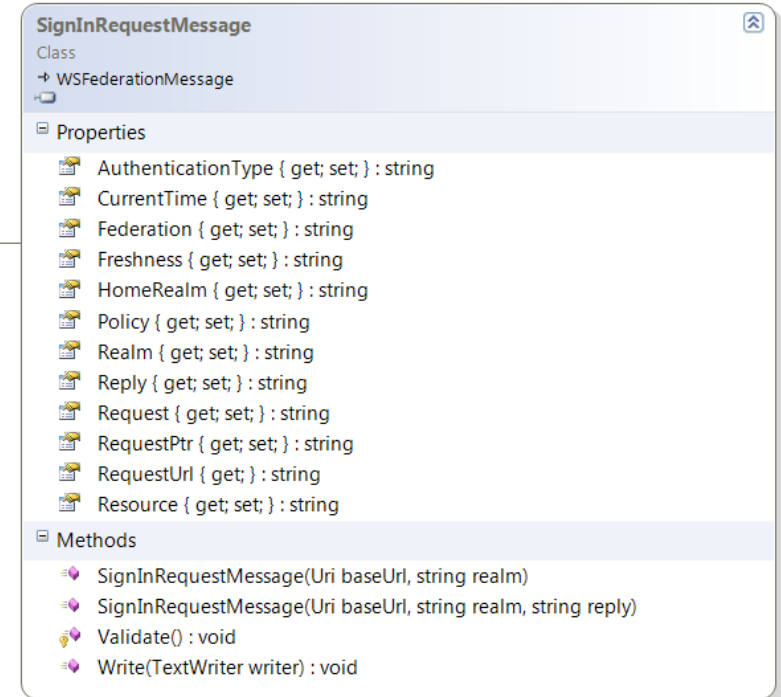 SignInRequestMessage
Class
WSFederationMessage
Properties
AuthenticationType { get; set; } : string
CurrentTime { get; set; } : string
Federation { get; set; } : string
Freshness { get; set; } : string
HomeRealm { get; set; } : string
Policy { get; set; } : string
Realm { get; set; } : string
Reply { get; set; } : string
Request { get; set; } : string
RequestPtr { get; set; } : string
RequestUrl { get; } : string
Resource { get; set; } : string
Methods
SignInRequestMessage(Uri baseUrl, string realm)
SignInRequestMessage(Uri baseUrl, string realm, string reply)
Validate() : void
Write(TextWriter writer) : void